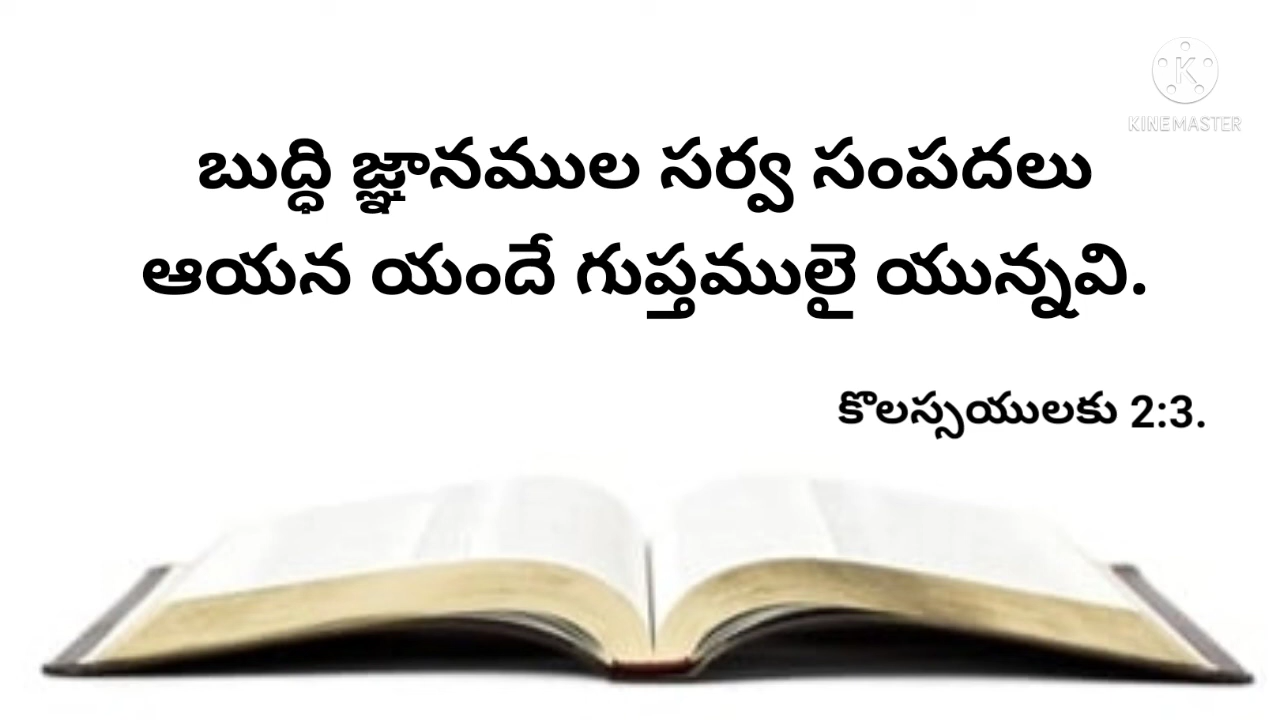 KINEMASTER
బుద్ధి జ్ఞానముల సర్వ సంపదలు
ఆయన యందే గుప్తములై యున్నవి.
కొలస్సయులకు 2:3.